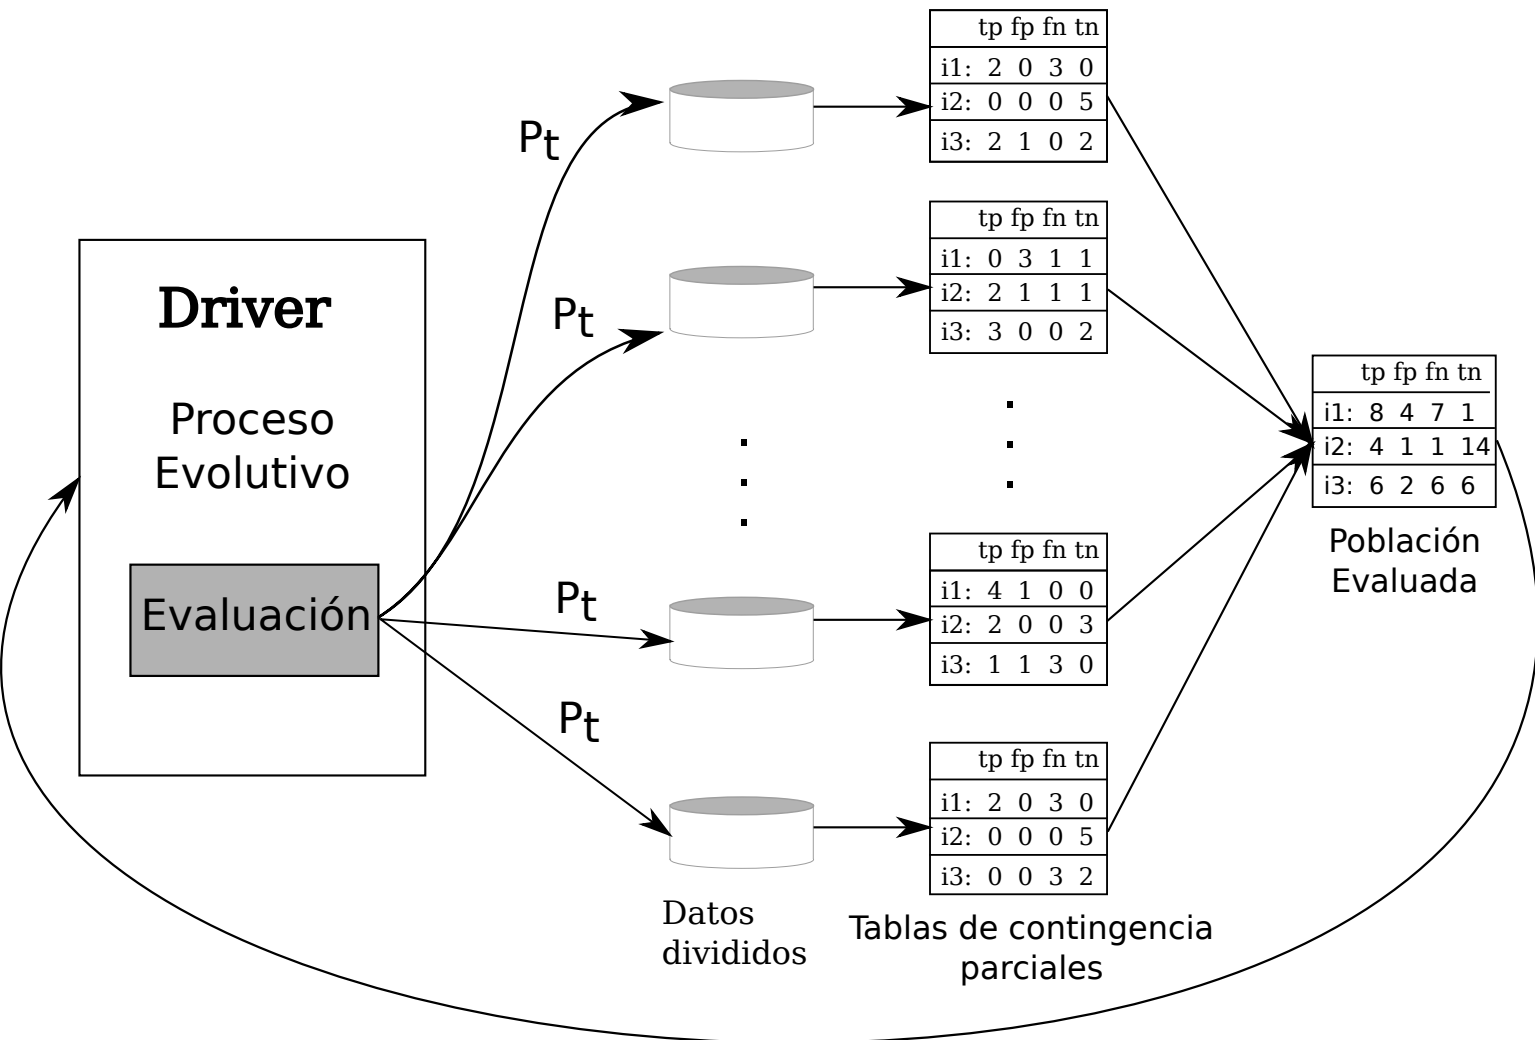 Driver
Proceso
Evolutivo
Evaluación
Pt
Pt
Pt
Pt
Datos
divididos
tp fp fn tn
i1: 2 0 3 0
i2: 0 0 0 5
i3: 2 1 0 2
tp fp fn tn
i1: 0 3 1 1
i2: 2 1 1 1
i3: 3 0 0 2
tp fp fn tn
i1: 4 1 0 0
i2: 2 0 0 3
i3: 1 1 3 0
tp fp fn tn
i1: 2 0 3 0
i2: 0 0 0 5
i3: 0 0 3 2
Tablas de contingencia
parciales
tp fp fn tn
i1: 8 4 7 1
i2: 4 1 1 14
i3: 6 2 6 6
Población
Evaluada